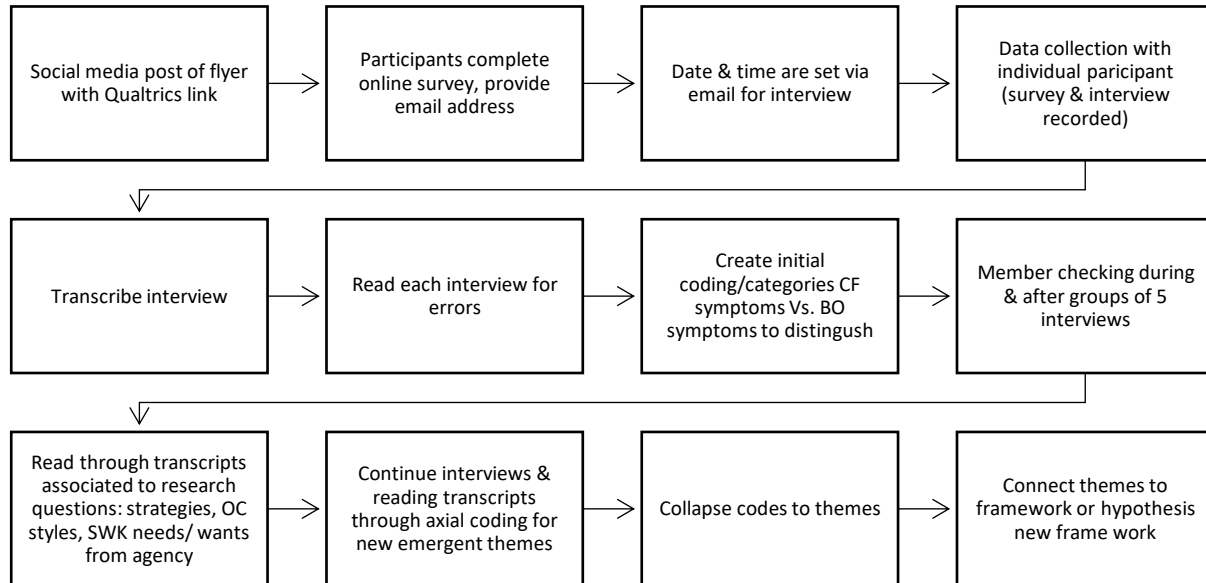 Social media post of flyer
with Qualtrics link
Participants complete
online survey, provide
email address
Date & time are set via
email for interview
Data collection with
individual paricipant
(survey & interview
recorded)
Transcribe interview
Read each interview for
errors
Create initial
coding/categories CF
symptoms Vs. BO
symptoms to distingush
Member checking during
& after groups of 5
interviews
Read through transcripts
associated to research
questions: strategies, OC
styles, SWK needs/ wants
from agency
Continue interviews &
reading transcripts
through axial coding for
new emergent themes
Collapse codes to themes
Connect themes to
framework or hypothesis
new frame work